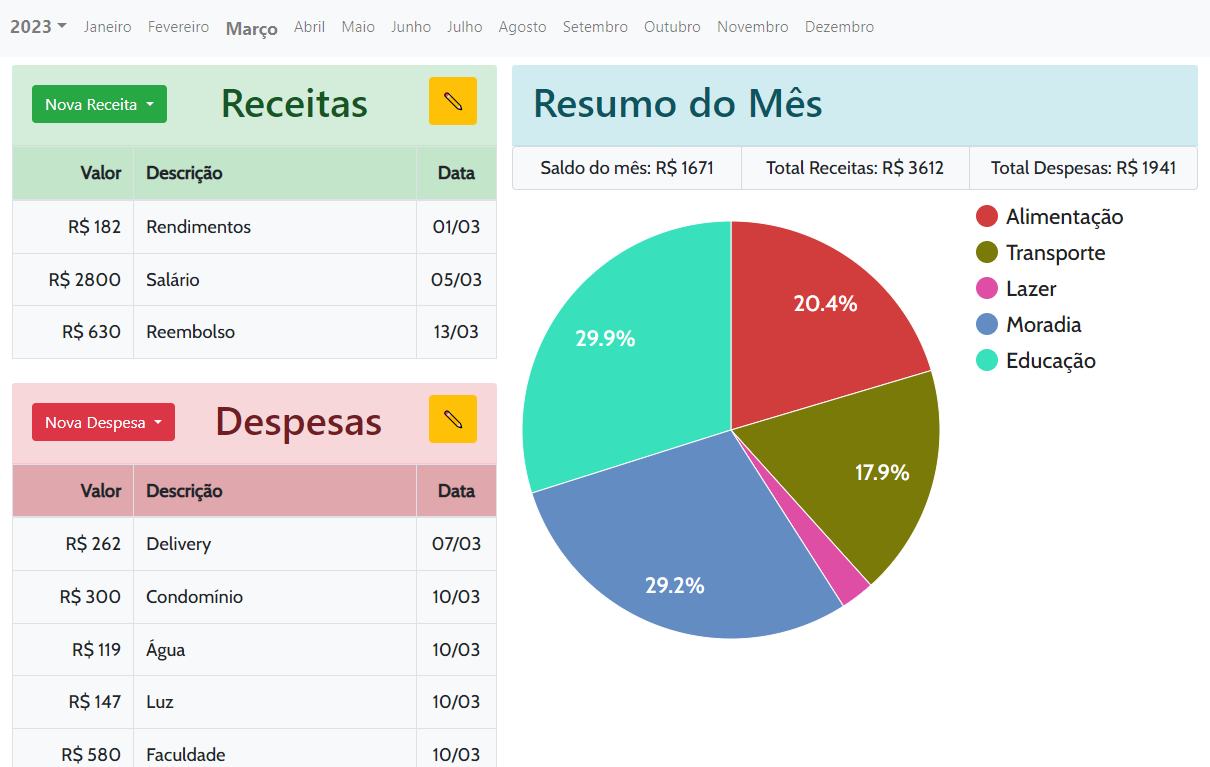 2023 Janeiro Fevereiro Março Abril Maio Junho Julho Agosto Setembro Outubro Novembro Dezembro
Nova Receita Receitas
Valor Descrição Data
R$ 182 Rendimentos 01/03
R$ 2800 Salário 05/03
R$ 630 Reembolso 13/03
Nova Despesa Despesas
Valor Descrição Data
R$ 262 Delivery 07/03
R$ 300 Condomínio 10/03
R$ 119 Água 10/03
R$ 147 Luz 10/03
R$ 580 Faculdade 10/03
Resumo do Mês
Saldo do mês: R$ 1671 Total Receitas: R$ 3612 Total Despesas: R$ 1941
20.4%
29.9%
17.9%
29.2%
Alimentação
Transporte
Lazer
Moradia
Educação